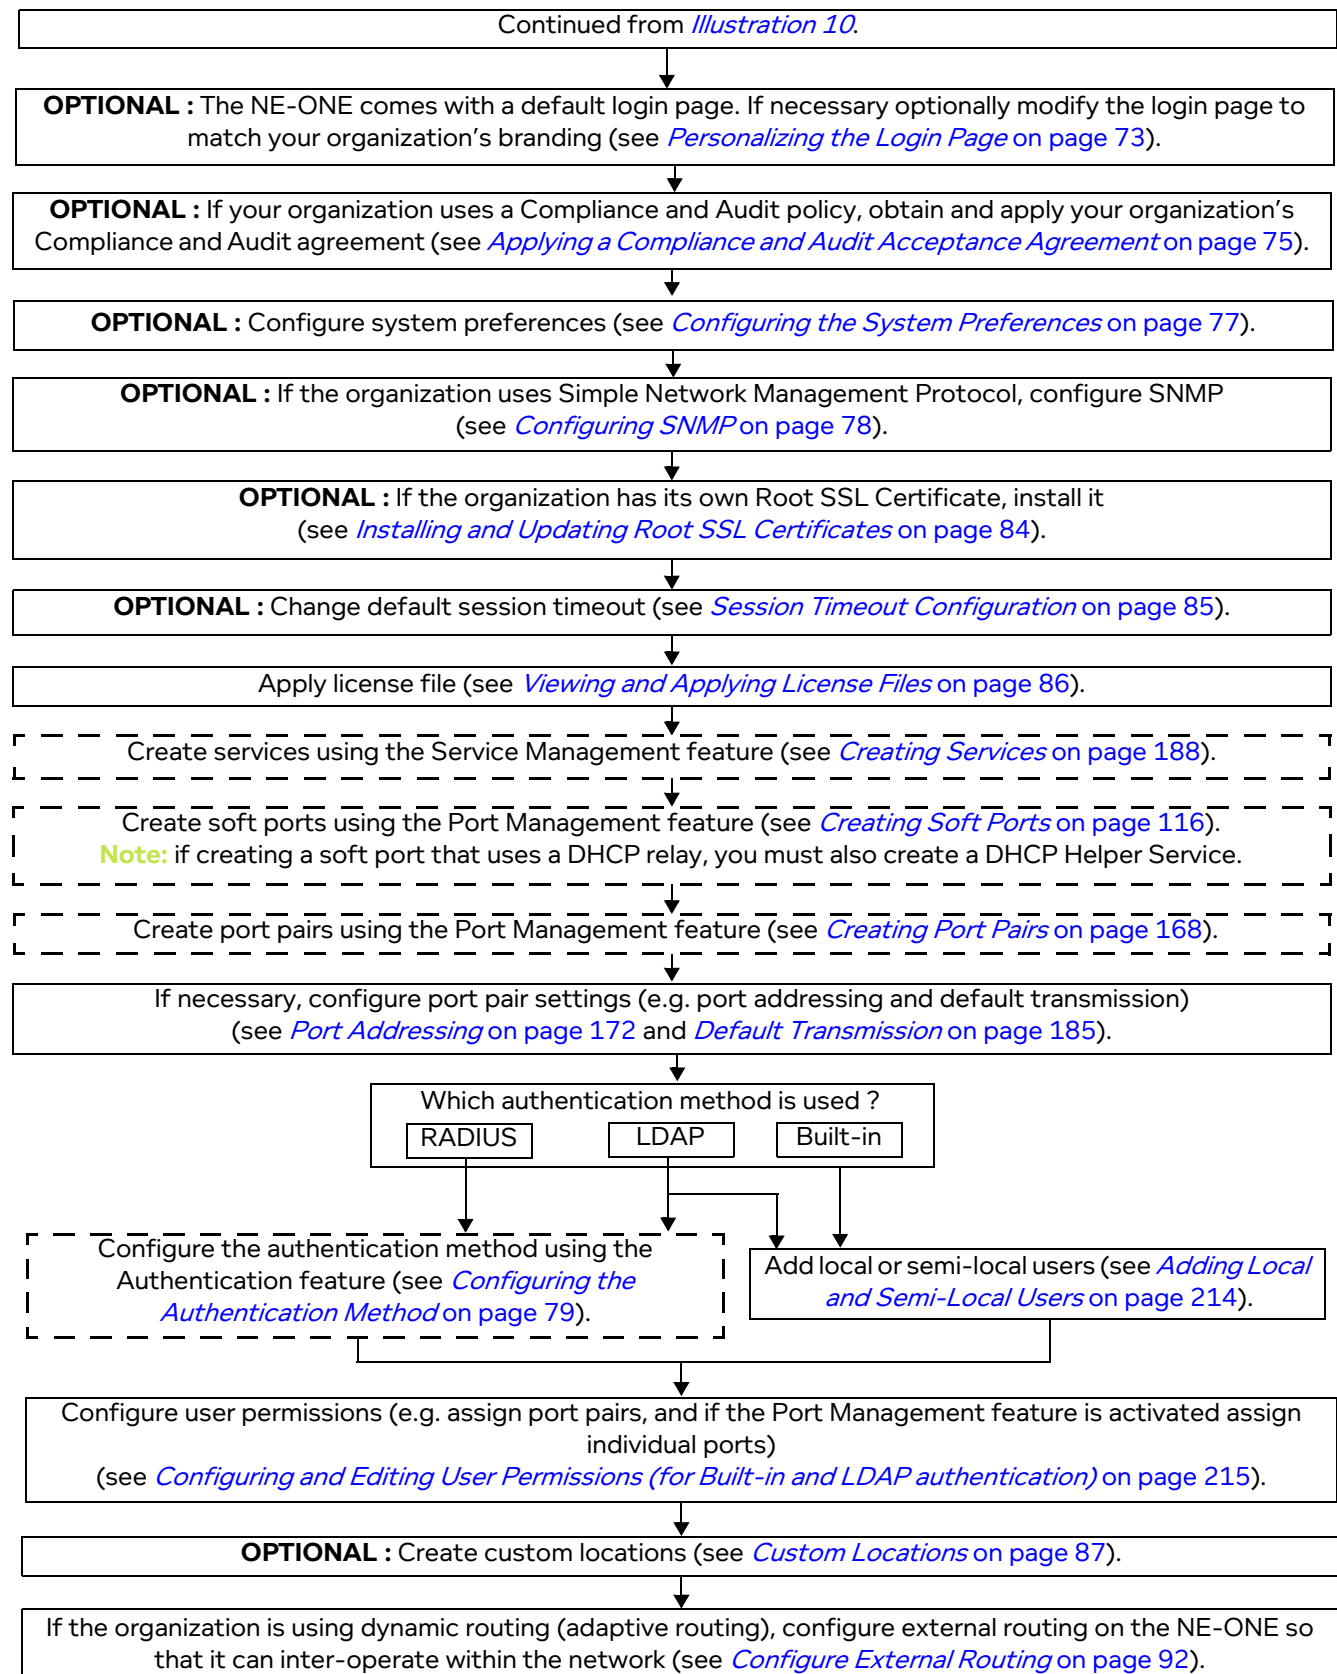 Continued from Illustration 10.
OPTIONAL : The NE-ONE comes with a default login page. If necessary optionally modify the login page to
match your organization's branding (see Personalizing the Login Page on page 73).
OPTIONAL : If your organization uses a Compliance and Audit policy, obtain and apply your organization's
Compliance and Audit agreement (see Applying a Compliance and Audit Acceptance Agreement on page 75).
OPTIONAL : Configure system preferences (see Configuring the System Preferences on page 77).
OPTIONAL : If the organization uses Simple Network Management Protocol, configure SNMP
(see Configuring SNMP on page 78).
OPTIONAL : If the organization has its own Root SSL Certificate, install it
(see Installing and Updating Root SSL Certificates on page 84).
OPTIONAL : Change default session timeout (see Session Timeout Configuration on page 85).
Apply license file (see Viewing and Applying License Files on page 86).
Create services using the Service Management feature (see Creating Services on page 188).
Create soft ports using the Port Management feature (see Creating Soft Ports on page 116).
Note: if creating a soft port that uses a DHCP relay, you must also create a DHCP Helper Service.
Create port pairs using the Port Management feature (see Creating Port Pairs on page 168).
If necessary, configure port pair settings (e.g. port addressing and default transmission)
(see Port Addressing on page 172 and Default Transmission on page 185).
Which authentication method is used ?
RADIUS LDAP Built-in
Configure the authentication method using the
Authentication feature (see Configuring the
Authentication Method on page 79).
Add local or semi-local users (see Adding Local
and Semi-Local Users on page 214).
Configure user permissions (e.g. assign port pairs, and if the Port Management feature is activated assign
individual ports)
(see Configuring and Editing User Permissions (for Built-in and LDAP authentication) on page 215).
OPTIONAL : Create custom locations (see Custom Locations on page 87).
If the organization is using dynamic routing (adaptive routing), configure external routing on the NE-ONE so
that it can inter-operate within the network (see Configure External Routing on page 92).